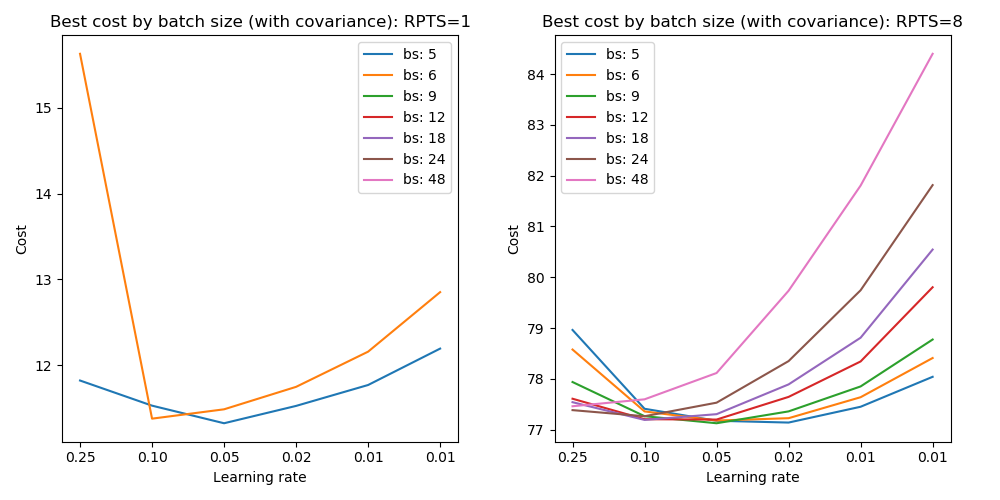 Best cost by batch size (with covariance): RPTS=1
Cost
15
14
13
12
bs: 5
bs: 6
bs: 9
bs: 12
bs: 18
bs: 24
bs: 48
0.25 0.10 0.05 0.02 0.01 0.01
Learning rate
Best cost by batch size (with covariance): RPTS=8
Cost
84
83
82
81
80
79
78
77
bs: 5
bs: 6
bs: 9
bs: 12
bs: 18
bs: 24
bs: 48
0.25 0.10 0.05 0.02 0.01 0.01
Learning rate